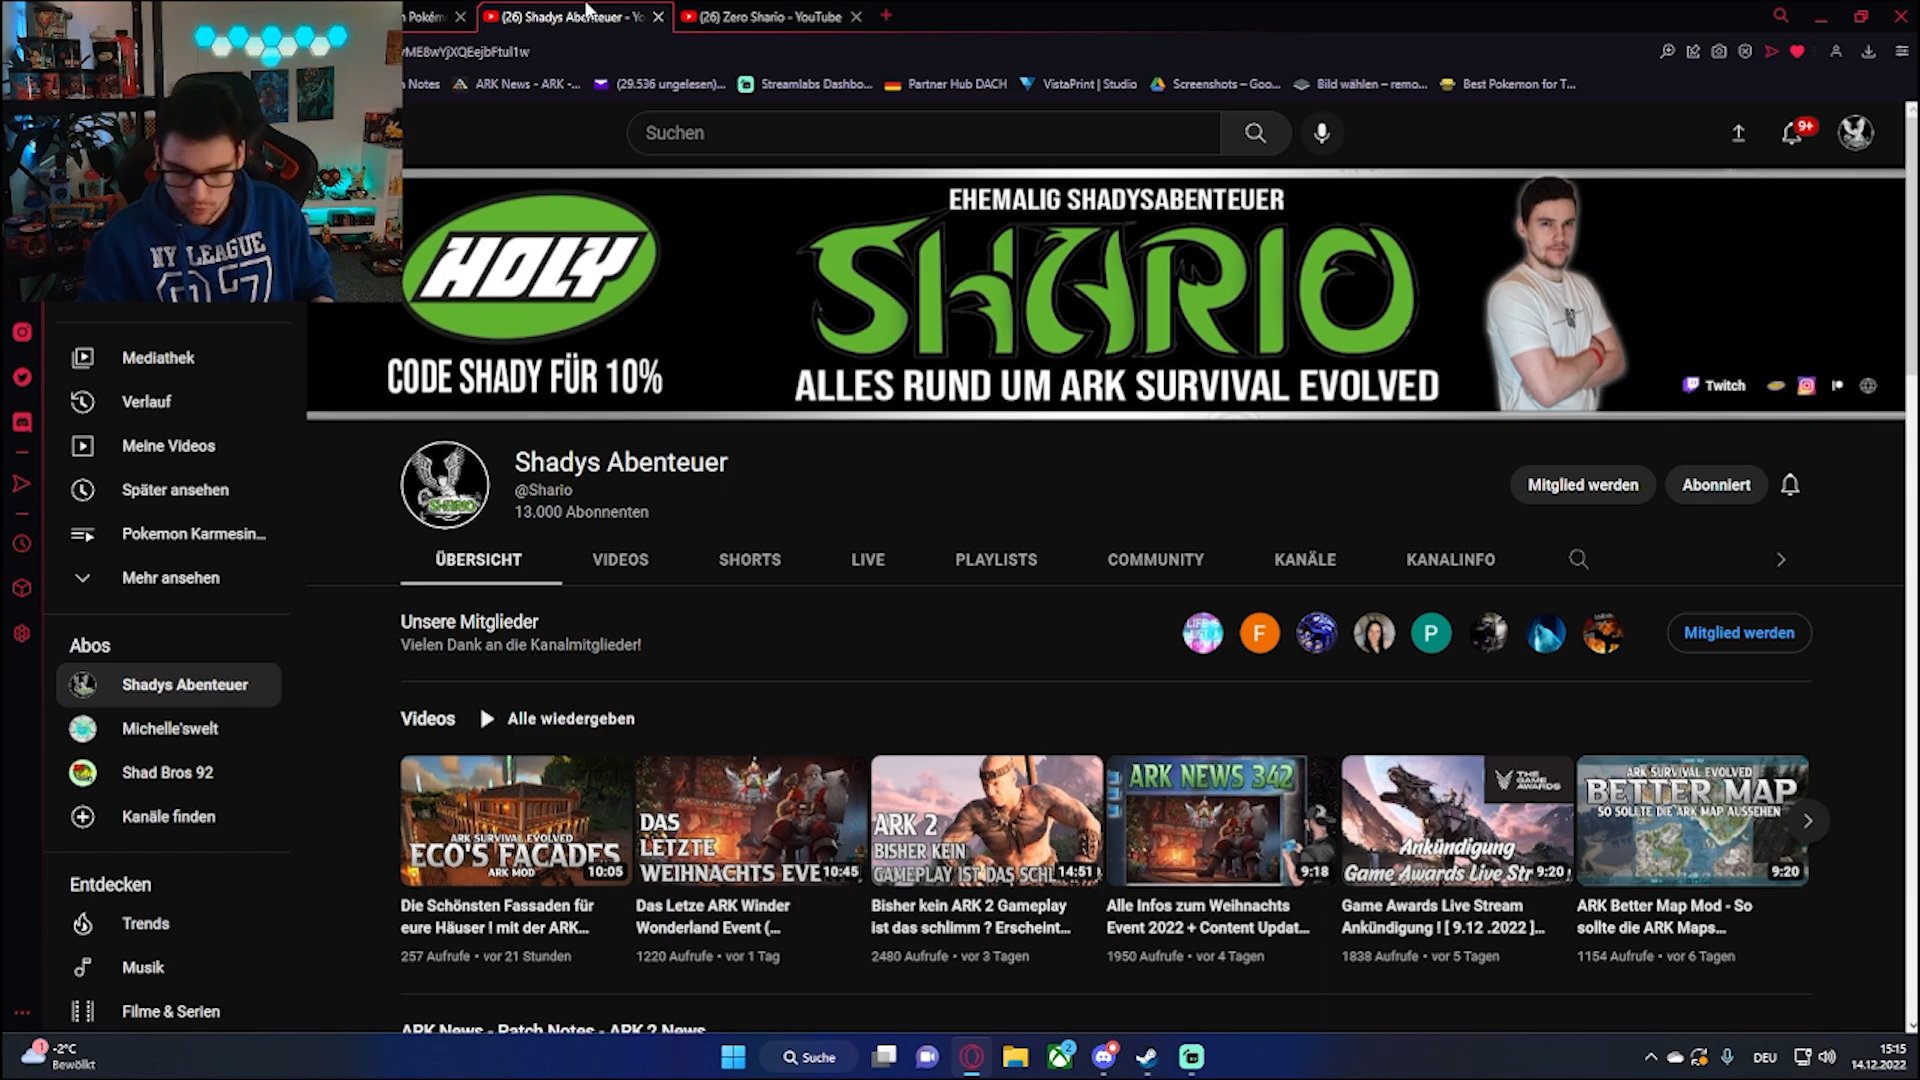 n Pokém
(26) Shadys Abenteuer - Yo
(26) Zero Shario - YouTube
ME8wYjXQEejbFtul1w
n Notes
ARK News - ARK -...
(29.536 ungelesen)...
Streamlabs Dashbo...
Partner Hub DACH
VistaPrint | Studio
Screenshots – Goo...
Bild wählen – remo...
Best Pokemon for T...
Suchen
9+
NY LEAGUE
EHEMALIG SHADYSABENTEUER
HOLY
SHARIO
CODE SHADY FÜR 10%
ALLES RUND UM ARK SURVIVAL EVOLVED
Twitch
Mediathek
Verlauf
Meine Videos
Später ansehen
Pokemon Karmesin...
Mehr ansehen
Abos
Shadys Abenteuer
Michelle'swelt
Shad Bros 92
Kanäle finden
Entdecken
Trends
Musik
Filme & Serien
SHARIO
Shadys Abenteuer
@Shario
13.000 Abonnenten
Mitglied werden
Abonniert
ÜBERSICHT
VIDEOS
SHORTS
LIVE
PLAYLISTS
COMMUNITY
KANÄLE
KANALINFO
Unsere Mitglieder
Vielen Dank an die Kanalmitglieder!
F
P
Mitglied werden
Videos
Alle wiedergeben
ARK SURVIVAL EVOLVED
ECO'S FACADES
ARK MOD
10:05
DAS
LETZTE
WEIHNACHTS EVE
10:45
ARK 2
BISHER KEIN
GAMEPLAY IST DAS SCHL
14:51
ARK NEWS 342
9:18
THE GAME AWARDS
Ankündigung
Game Awards Live Str
9:20
ARK SURVIVAL EVOLVED
BETTER MAP
SO SOLLTE DIE ARK MAP AUSSEHEN
9:20
Die Schönsten Fassaden für
eure Häuser ! mit der ARK...
257 Aufrufe • vor 21 Stunden
Das Letze ARK Winder
Wonderland Event (...
1220 Aufrufe • vor 1 Tag
Bisher kein ARK 2 Gameplay
ist das schlimm ? Erscheint...
2480 Aufrufe • vor 3 Tagen
Alle Infos zum Weihnachts
Event 2022 + Content Updat...
1950 Aufrufe • vor 4 Tagen
Game Awards Live Stream
Ankündigung ! [ 9.12 .2022 ]...
1838 Aufrufe • vor 5 Tagen
ARK Better Map Mod - So
sollte die ARK Maps...
1154 Aufrufe • vor 6 Tagen
ARK News - Patch Notes - ARK 2 News
1
-2°C
Bewölkt
Suche
2
DEU
15:15
14.12.2022